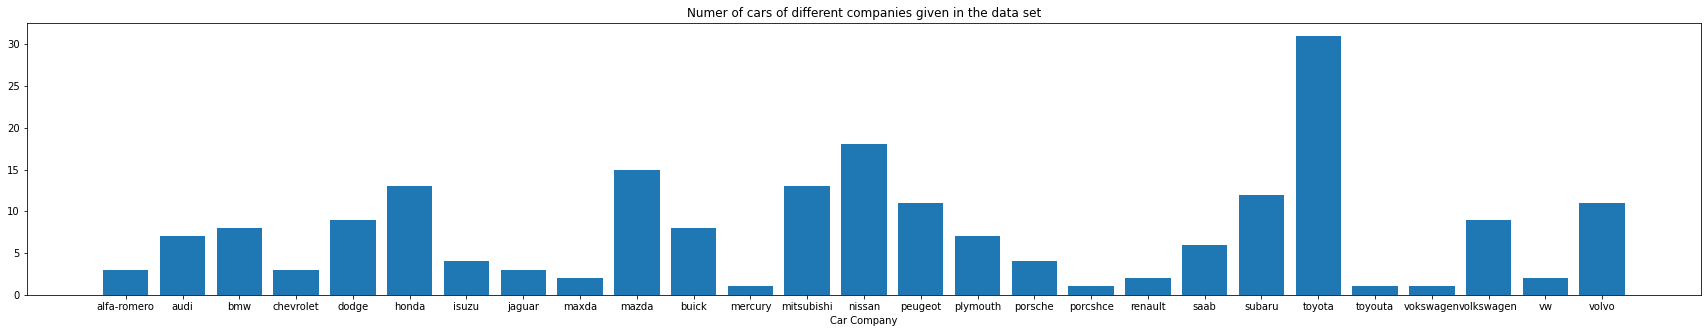 Numer of cars of different companies given in the data set
30
25
20
15
10
5
0
alfa-romero audi bmw chevrolet dodge honda isuzu jaguar maxda mazda buick mercury mitsubishi nissan peugeot plymouth porsche porcshce renault saab subaru toyota toyouta vokswagen volkswagen vw volvo
Car Company